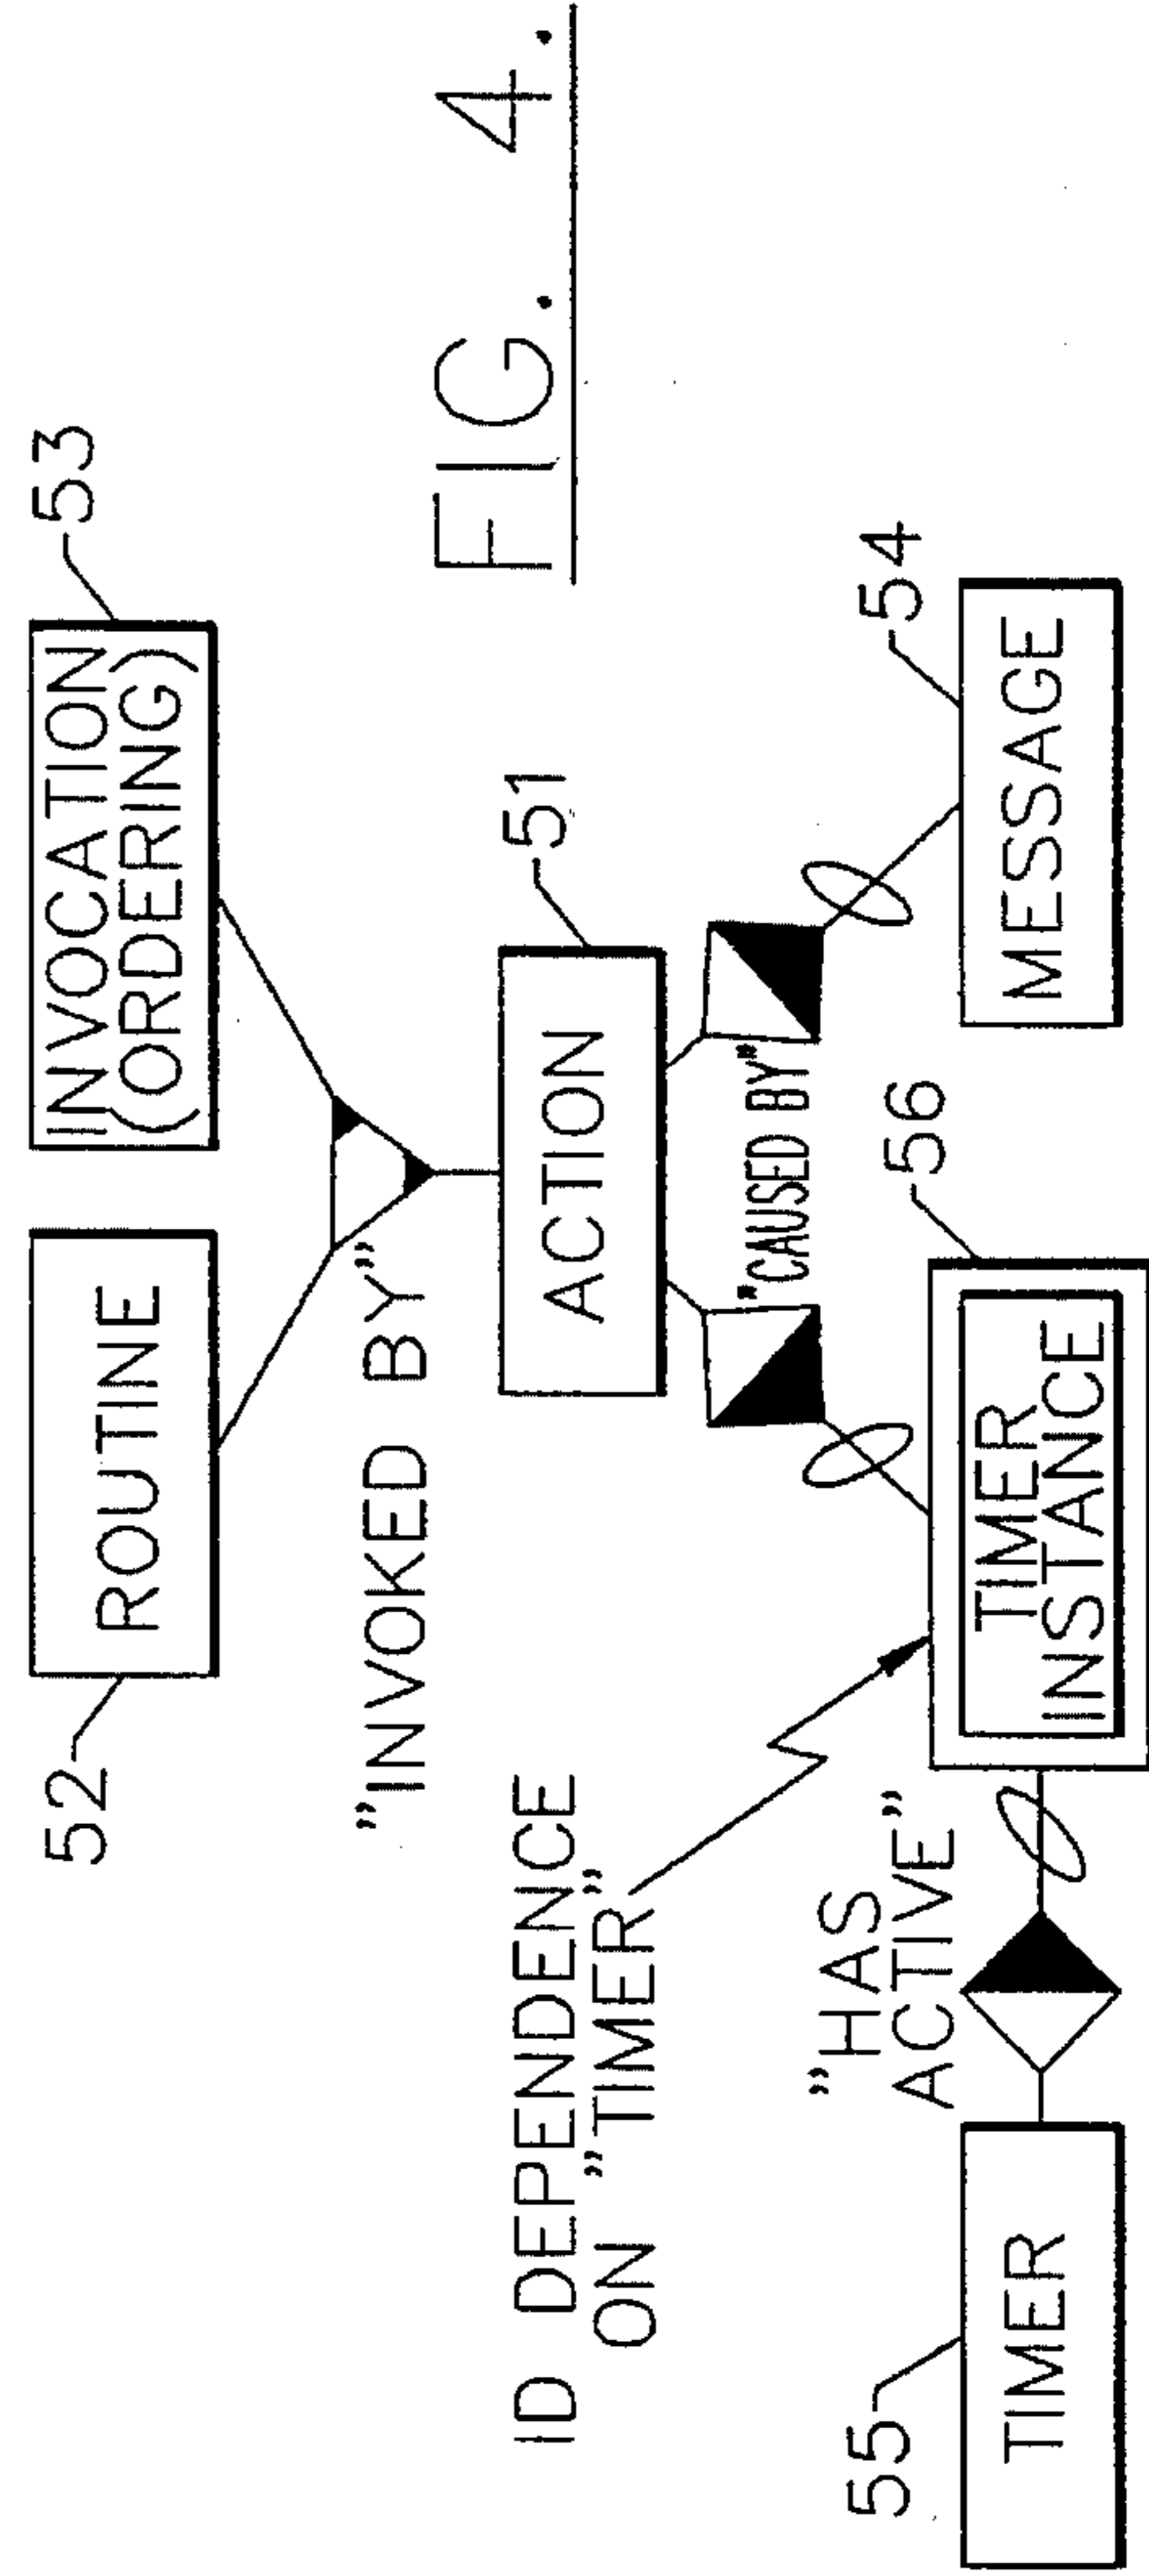 52
ROUTINE
INVOCATION
(ORDERING)
53
"INVOKED BY"
ID DEPENDENCE
ON "TIMER"
ACTION
51
FIG. 4.
"CAUSED BY"
"HAS
ACTIVE"
55
TIMER
TIMER
INSTANCE
56
MESSAGE
54